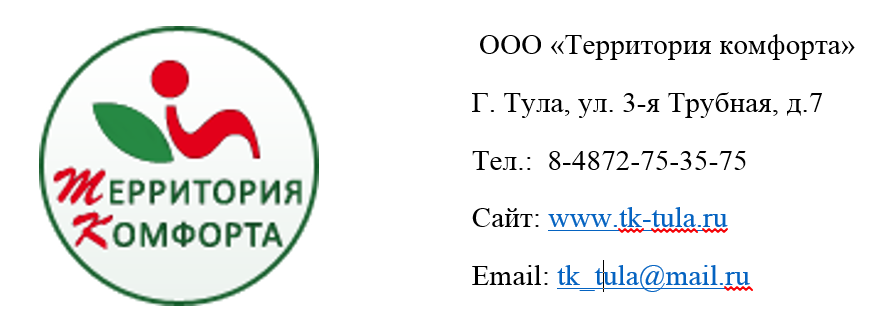 ТЕРРИТОРИЯ
КОМФОРТА
ООО «Территория комфорта»
Г. Тула, ул. 3-я Трубная, д.7
Тел.: 8-4872-75-35-75
Сайт: www.tk-tula.ru
Email: tk_tula@mail.ru